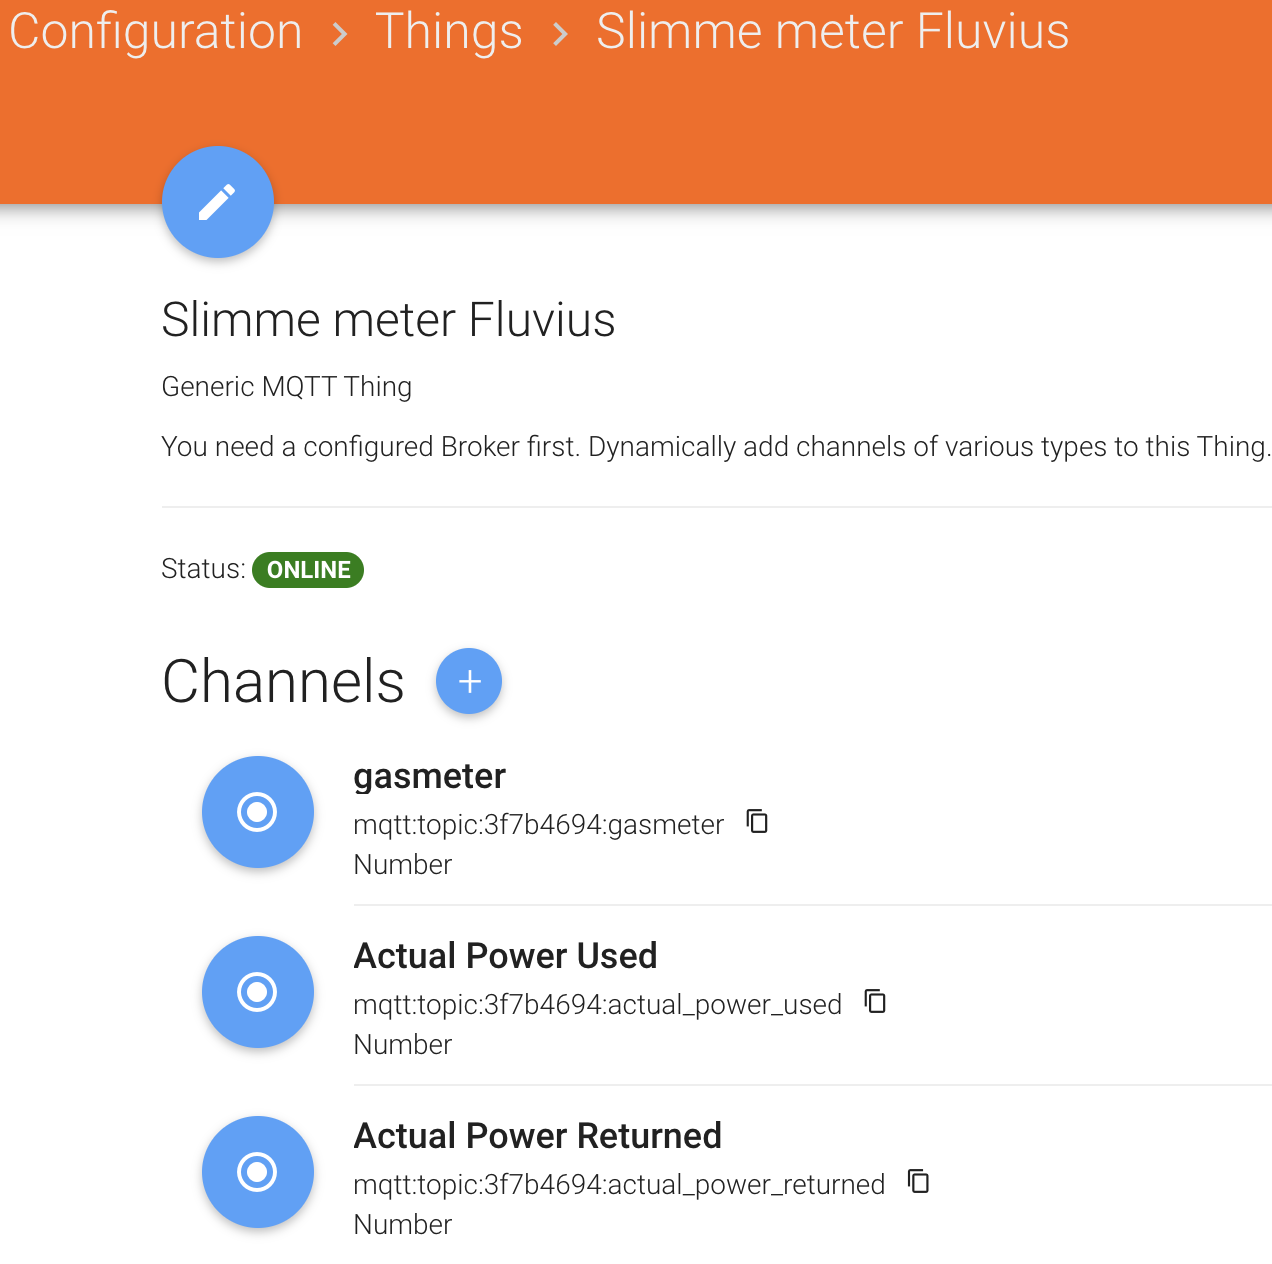 Configuration > Things > Slimme meter Fluvius
Slimme meter Fluvius
Generic MQTT Thing
You need a configured Broker first. Dynamically add channels of various types to this Thing.
Status: ONLINE
Channels
gasmeter
mqtt:topic:3f7b4694:gasmeter
Number
Actual Power Used
mqtt:topic:3f7b4694:actual_power_used
Number
Actual Power Returned
mqtt:topic:3f7b4694:actual_power_returned
Number